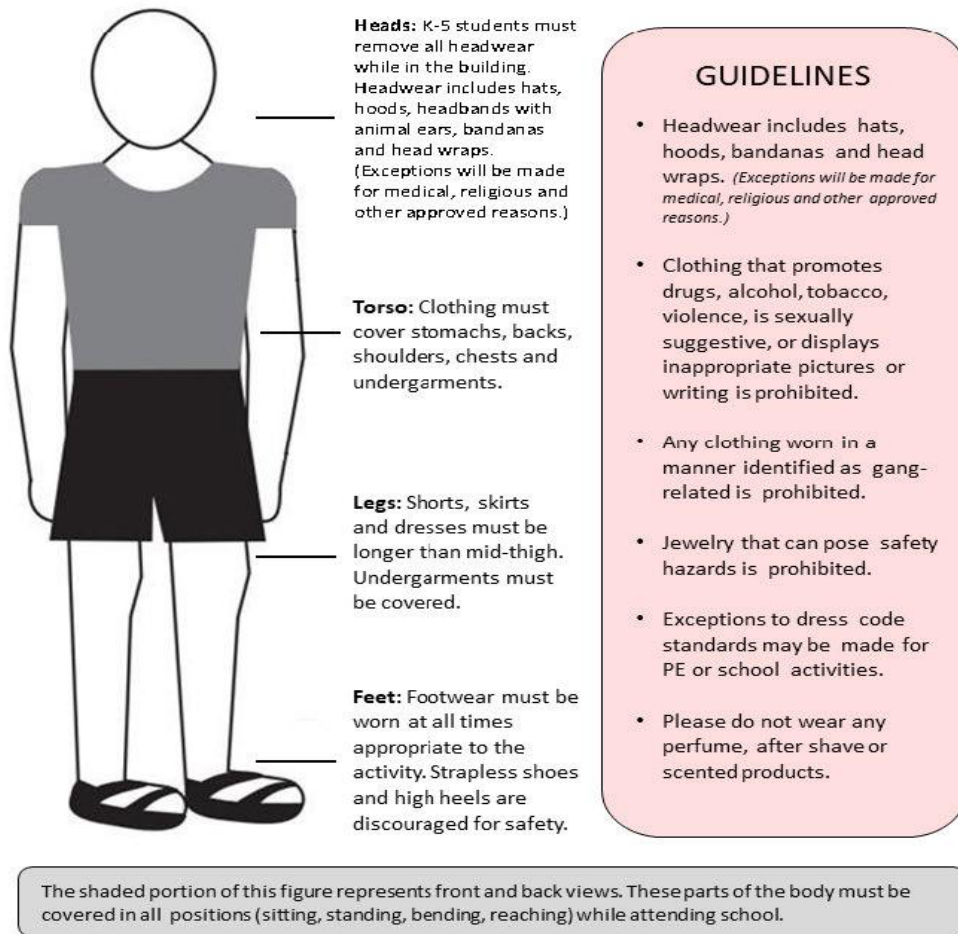 Heads: K-5 students must
remove all headwear
while in the building.
Headwear includes hats,
hoods, headbands with
animal ears, bandanas
and head wraps.
(Exceptions will be made
for medical, religious and
other approved reasons.)
Torso: Clothing must
cover stomachs, backs,
shoulders, chests and
undergarments.
Legs: Shorts, skirts
and dresses must be
longer than mid-thigh.
Undergarments must
be covered.
Feet: Footwear must be
worn at all times
appropriate to the
activity. Strapless shoes
and high heels are
discouraged for safety.
GUIDELINES
• Headwear includes hats,
hoods, bandanas and head
wraps. (Exceptions will be made for
medical, religious and other approved
reasons.)
• Clothing that promotes
drugs, alcohol, tobacco,
violence, is sexually
suggestive, or displays
inappropriate pictures or
writing is prohibited.
• Any clothing worn in a
manner identified as gang-
related is prohibited.
• Jewelry that can pose safety
hazards is prohibited.
• Exceptions to dress code
standards may be made for
PE or school activities.
• Please do not wear any
perfume, after shave or
scented products.
The shaded portion of this figure represents front and back views. These parts of the body must be
covered in all positions (sitting, standing, bending, reaching) while attending school.